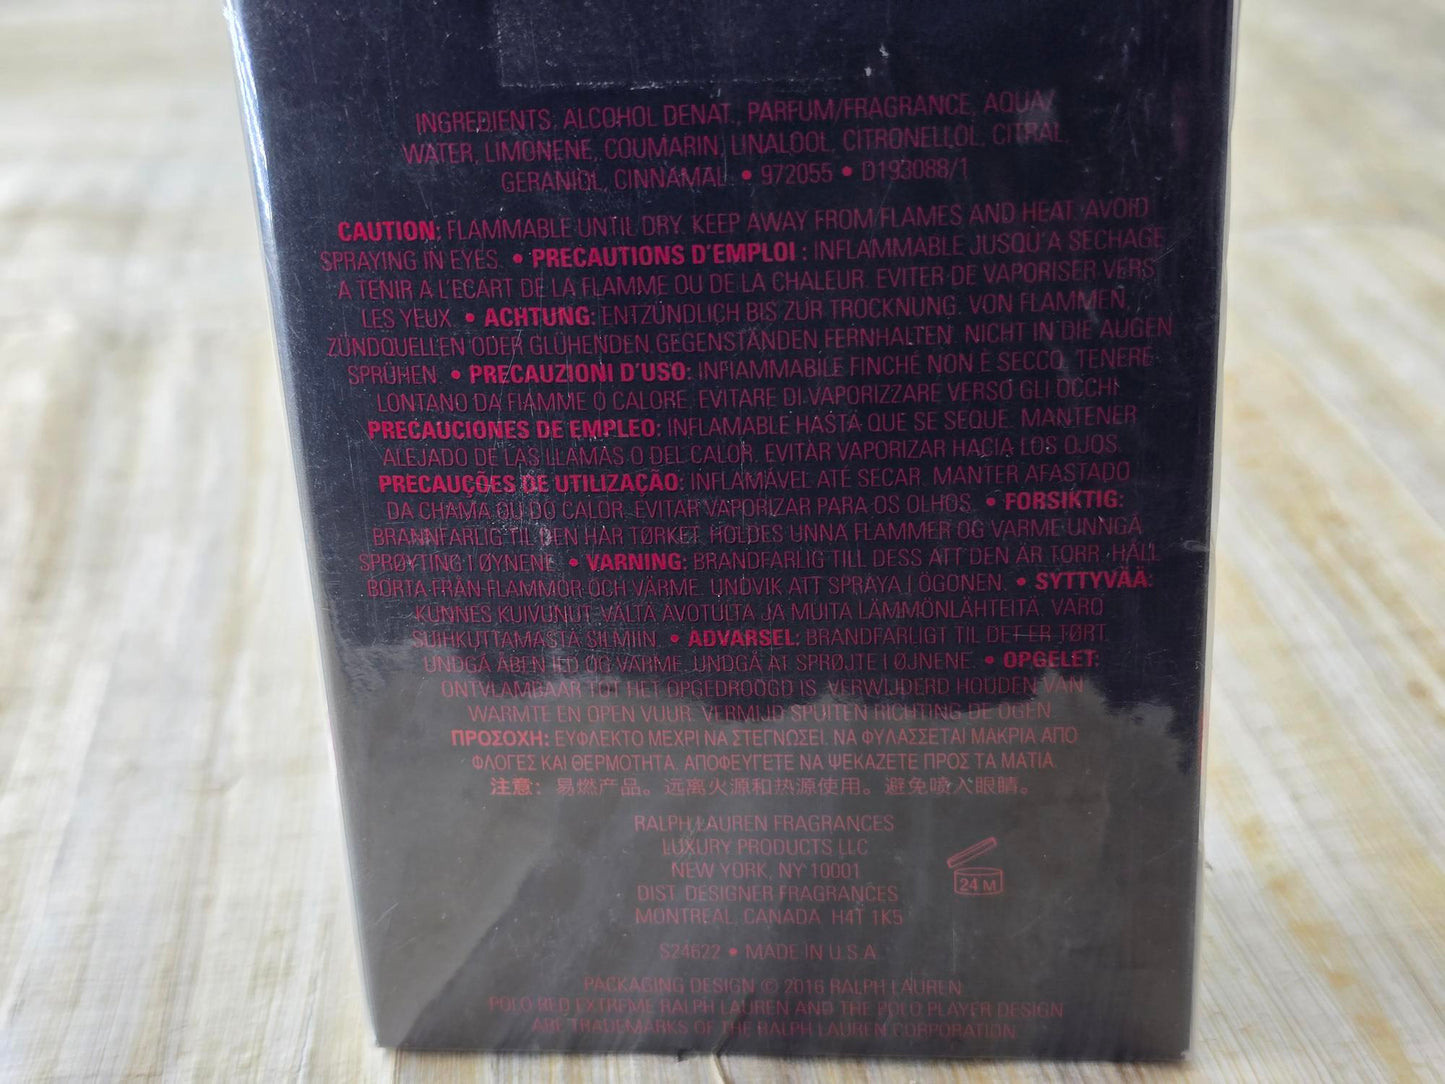 INGREDIENTS: ALCOHOL DENAT., PARFUM/FRAGRANCE, AQUA/
WATER, LIMONENE, COUMARIN, LINALOOL, CITRONELLOL, CITRAL,
GERANIOL, CINNAMAL • 972055 • D193088/1
CAUTION: FLAMMABLE UNTIL DRY. KEEP AWAY FROM FLAMES AND HEAT. AVOID
SPRAYING IN EYES. • PRECAUTIONS D'EMPLOI : INFLAMMABLE JUSQU'A SECHAGE.
A TENIR A L'ECART DE LA FLAMME OU DE LA CHALEUR. EVITER DE VAPORISER VERS
LES YEUX. • ACHTUNG: ENTZÜNDLICH BIS ZUR TROCKNUNG. VON FLAMMEN,
ZÜNDQUELLEN ODER GLÜHENDEN GEGENSTÄNDEN FERNHALTEN. NICHT IN DIE AUGEN
SPRÜHEN. • PRECAUZIONI D'USO: INFIAMMABILE FINCHÉ NON È SECCO. TENERE
LONTANO DA FIAMME O CALORE. EVITARE DI VAPORIZZARE VERSO GLI OCCHI
PRECAUCIONES DE EMPLEO: INFLAMABLE HASTA QUE SE SEQUE. MANTENER
ALEJADO DE LAS LLAMAS O DEL CALOR. EVITAR VAPORIZAR HACIA LOS OJOS.
PRECAUÇÕES DE UTILIZAÇÃO: INFLAMÁVEL ATÉ SECAR. MANTER AFASTADO
DA CHAMA OU DO CALOR. EVITAR VAPORIZAR PARA OS OLHOS. • FORSIKTIG:
BRANNFARLIG TIL DEN HAR TØRKET. HOLDES UNNA FLAMMER OG VARME. UNNGÅ
SPRØYTING I ØYNENE. • VARNING: BRANDFARLIG TILL DESS ATT DEN ÄR TORR. HÅLL
BORTA FRÅN FLAMMOR OCH VÄRME. UNDVIK ATT SPRAYA I ÖGONEN. • SYTTYVÄÄ:
KUNNES KUIVUNUT. VÄLTÄ AVOTULTA JA MUITA LÄMMÖNLÄHTEITÄ. VARO
SUIHKUTTAMASTA SILMIIN. • ADVARSEL: BRANDFARLIGT TIL DET ER TØRT.
UNDGÅ ÅBEN ILD OG VARME. UNDGÅ AT SPRØJTE I ØJNENE. • OPGELET:
ONTVLAMBAAR TOT HET OPGEDROOGD IS. VERWIJDERD HOUDEN VAN
WARMTE EN OPEN VUUR. VERMIJD SPUITEN RICHTING DE OGEN.
ΠΡΟΣΟΧΗ: ΕΥΦΛΕΚΤΟ ΜΕΧΡΙ ΝΑ ΣΤΕΓΝΩΣΕΙ. ΝΑ ΦΥΛΑΣΣΕΤΑΙ ΜΑΚΡΙΑ ΑΠΟ
ΦΛΟΓΕΣ ΚΑΙ ΘΕΡΜΟΤΗΤΑ. ΑΠΟΦΕΥΓΕΤΕ ΝΑ ΨΕΚΑΖΕΤΕ ΠΡΟΣ ΤΑ ΜΑΤΙΑ.
注意：易燃产品。远离火源和热源使用。避免喷入眼睛。
RALPH LAUREN FRAGRANCES
LUXURY PRODUCTS LLC
NEW YORK, NY 10001
DIST. DESIGNER FRAGRANCES
MONTREAL, CANADA, H4T 1K5
24 M
S24622 • MADE IN U.S.A
PACKAGING DESIGN © 2016 RALPH LAUREN
POLO RED EXTREME RALPH LAUREN AND THE POLO PLAYER DESIGN
ARE TRADEMARKS OF THE RALPH LAUREN CORPORATION